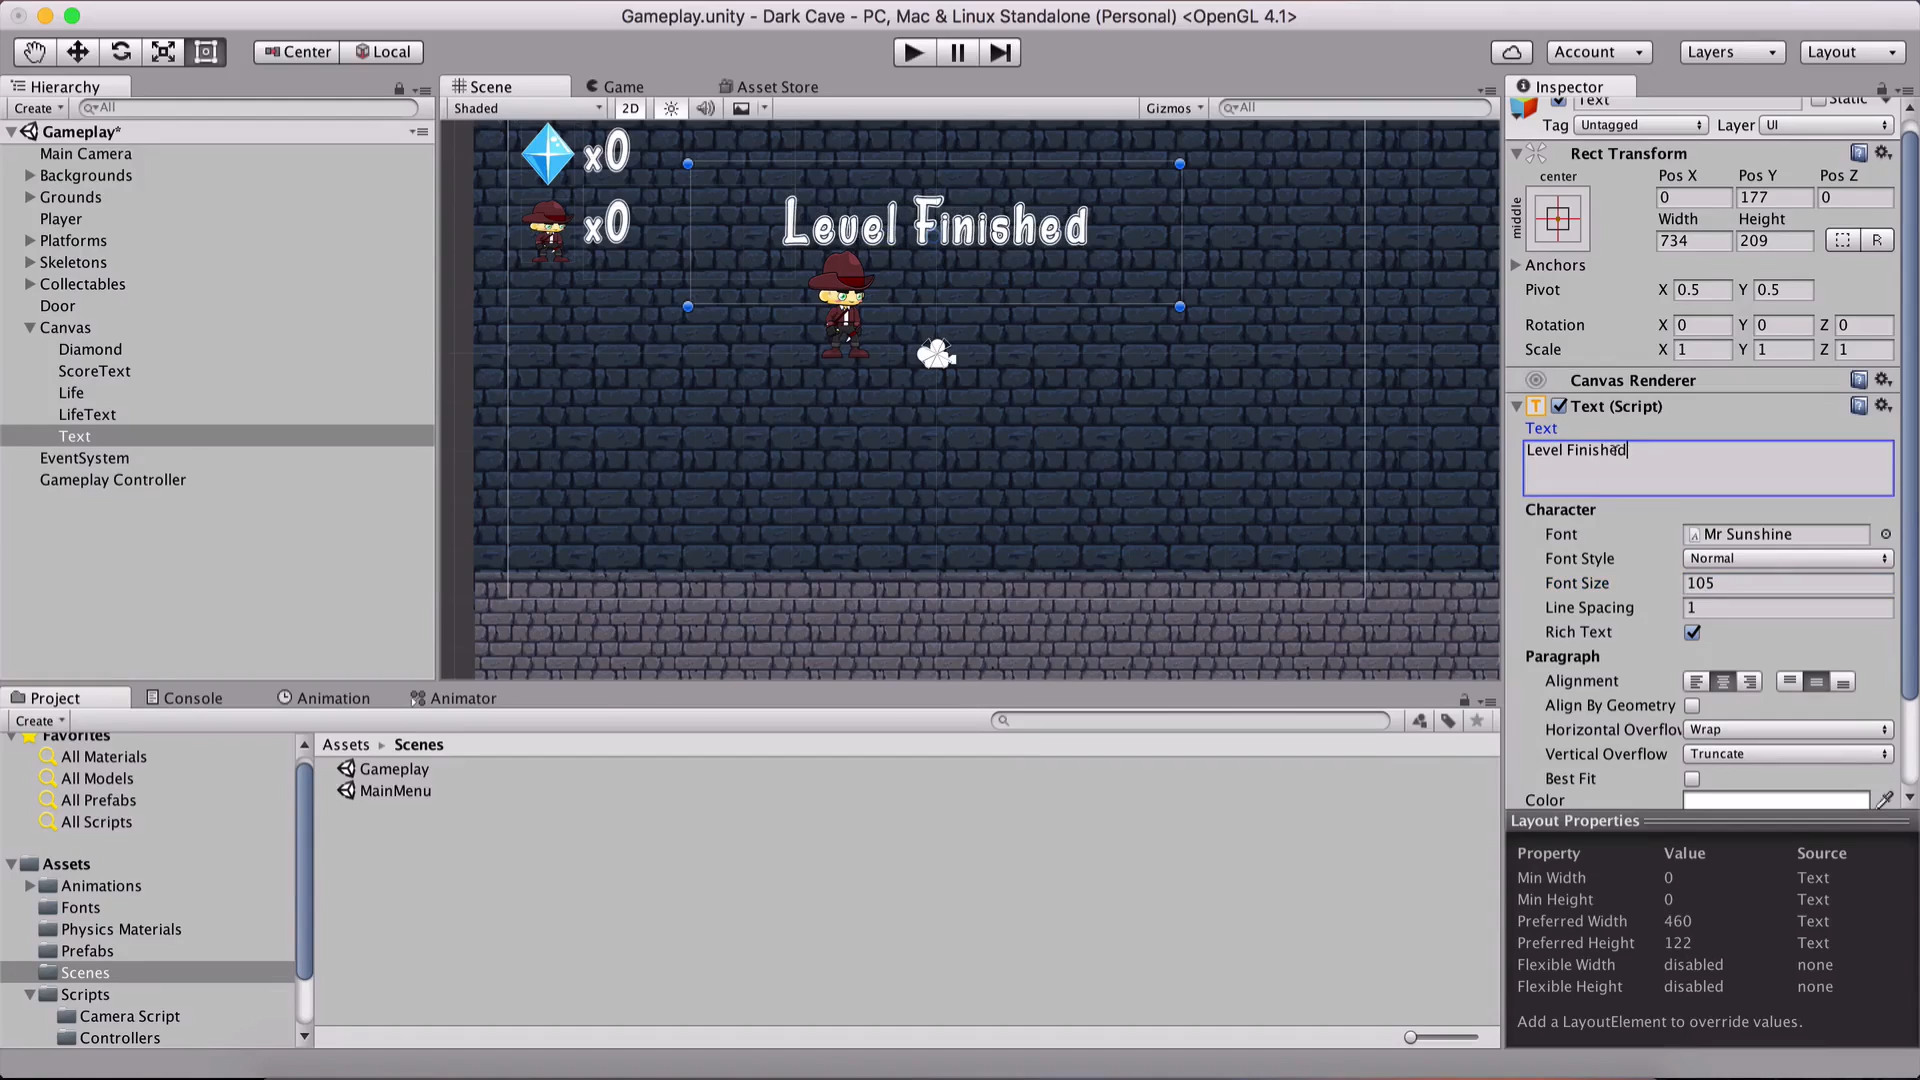 Gameplay.unity - Dark Cave - PC, Mac & Linux Standalone (Personal) <OpenGL 4.1>
Center Local Account Layers Layout
Hierarchy
Create All
Gameplay*
Main Camera
Backgrounds
Grounds
Player
Platforms
Skeletons
Collectables
Door
Canvas
Diamond
ScoreText
Life
LifeText
Text
EventSystem
Gameplay Controller
Scene Game Asset Store
Shaded 2D Gizmos All
x0
x0
Level Finished
Inspector
Text Static
Tag Untagged Layer UI
Rect Transform
center
middle
Pos X Pos Y Pos Z
0 177 0
Width Height
734 209 R
Anchors
Pivot X 0.5 Y 0.5
Rotation X 0 Y 0 Z 0
Scale X 1 Y 1 Z 1
Canvas Renderer
T Text (Script)
Text
Level Finished
Character
Font Mr Sunshine
Font Style Normal
Font Size 105
Line Spacing 1
Rich Text
Paragraph
Alignment
Align By Geometry
Horizontal Overflow Wrap
Vertical Overflow Truncate
Best Fit
Color
Layout Properties
Property Value Source
Min Width 0 Text
Min Height 0 Text
Preferred Width 460 Text
Preferred Height 122 Text
Flexible Width disabled none
Flexible Height disabled none
Add a LayoutElement to override values.
Project Console Animation Animator
Create
Favorites
All Materials
All Models
All Prefabs
All Scripts
Assets
Animations
Fonts
Physics Materials
Prefabs
Scenes
Scripts
Camera Script
Controllers
Assets Scenes
Gameplay
MainMenu